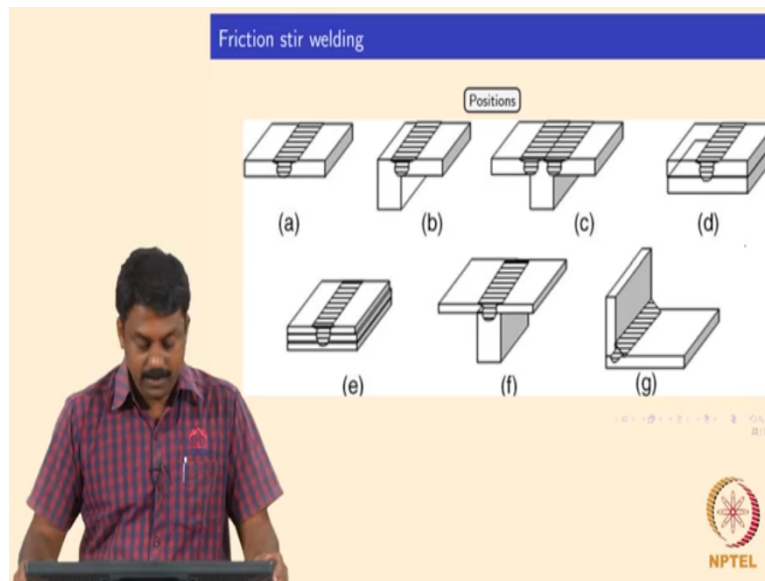 Friction stir welding
Positions
(a)
(b)
(c)
(d)
(e)
(f)
(g)
NPTEL